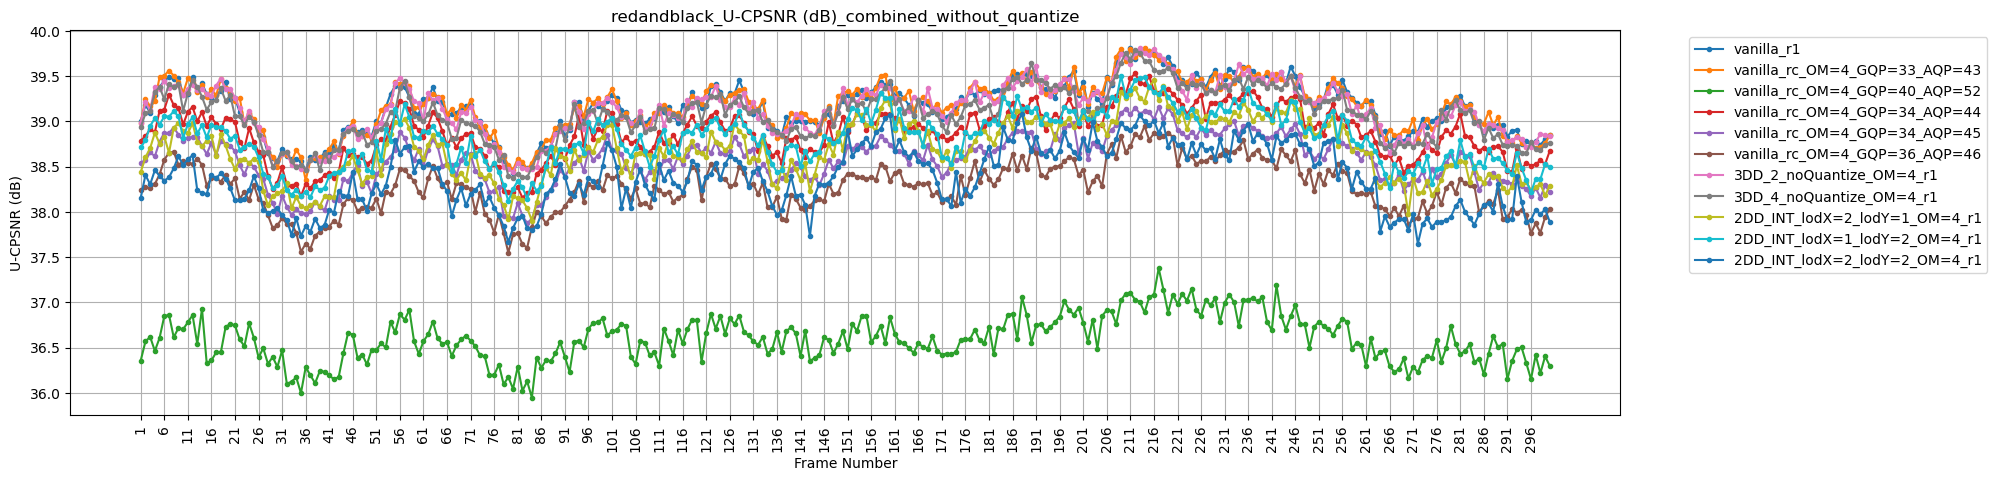 redandblack_U-CPSNR (dB)_combined_without_quantize
U-CPSNR (dB)
40.0
39.5
39.0
38.5
38.0
37.5
37.0
36.5
36.0
1 6 11 16 21 26 31 36 41 46 51 56 61 66 71 76 81 86 91 96 101 106 111 116 121 126 131 136 141 146 151 156 161 166 171 176 181 186 191 196 201 206 211 216 221 226 231 236 241 246 251 256 261 266 271 276 281 286 291 296
Frame Number
vanilla_r1
vanilla_rc_OM=4_GQP=33_AQP=43
vanilla_rc_OM=4_GQP=40_AQP=52
vanilla_rc_OM=4_GQP=34_AQP=44
vanilla_rc_OM=4_GQP=34_AQP=45
vanilla_rc_OM=4_GQP=36_AQP=46
3DD_2_noQuantize_OM=4_r1
3DD_4_noQuantize_OM=4_r1
2DD_INT_lodX=2_lodY=1_OM=4_r1
2DD_INT_lodX=1_lodY=2_OM=4_r1
2DD_INT_lodX=2_lodY=2_OM=4_r1